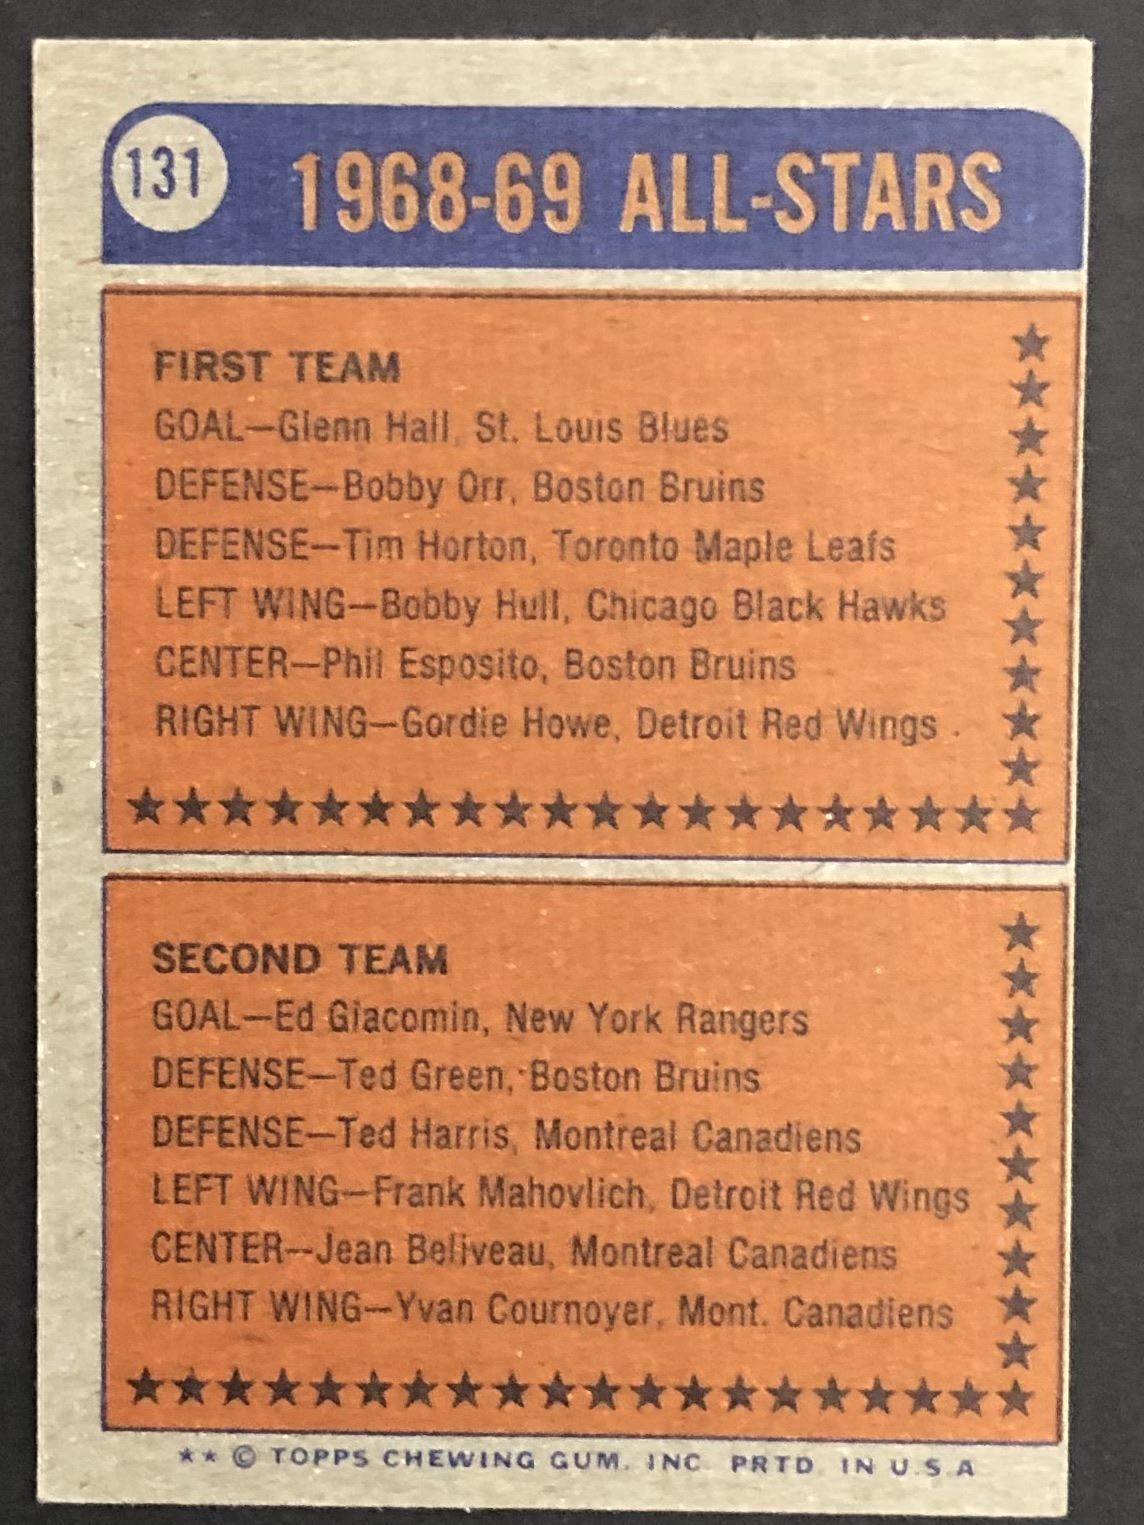 131
1968-69 ALL-STARS
FIRST TEAM
GOAL—Glenn Hall, St. Louis Blues
DEFENSE—Bobby Orr, Boston Bruins
DEFENSE—Tim Horton, Toronto Maple Leafs
LEFT WING—Bobby Hull, Chicago Black Hawks
CENTER—Phil Esposito, Boston Bruins
RIGHT WING—Gordie Howe, Detroit Red Wings
SECOND TEAM
GOAL—Ed Giacomin, New York Rangers
DEFENSE—Ted Green, Boston Bruins
DEFENSE—Ted Harris, Montreal Canadiens
LEFT WING—Frank Mahovlich, Detroit Red Wings
CENTER—Jean Beliveau, Montreal Canadiens
RIGHT WING—Yvan Cournoyer, Mont. Canadiens
★★ © TOPPS CHEWING GUM, INC. PRTD. IN U.S.A